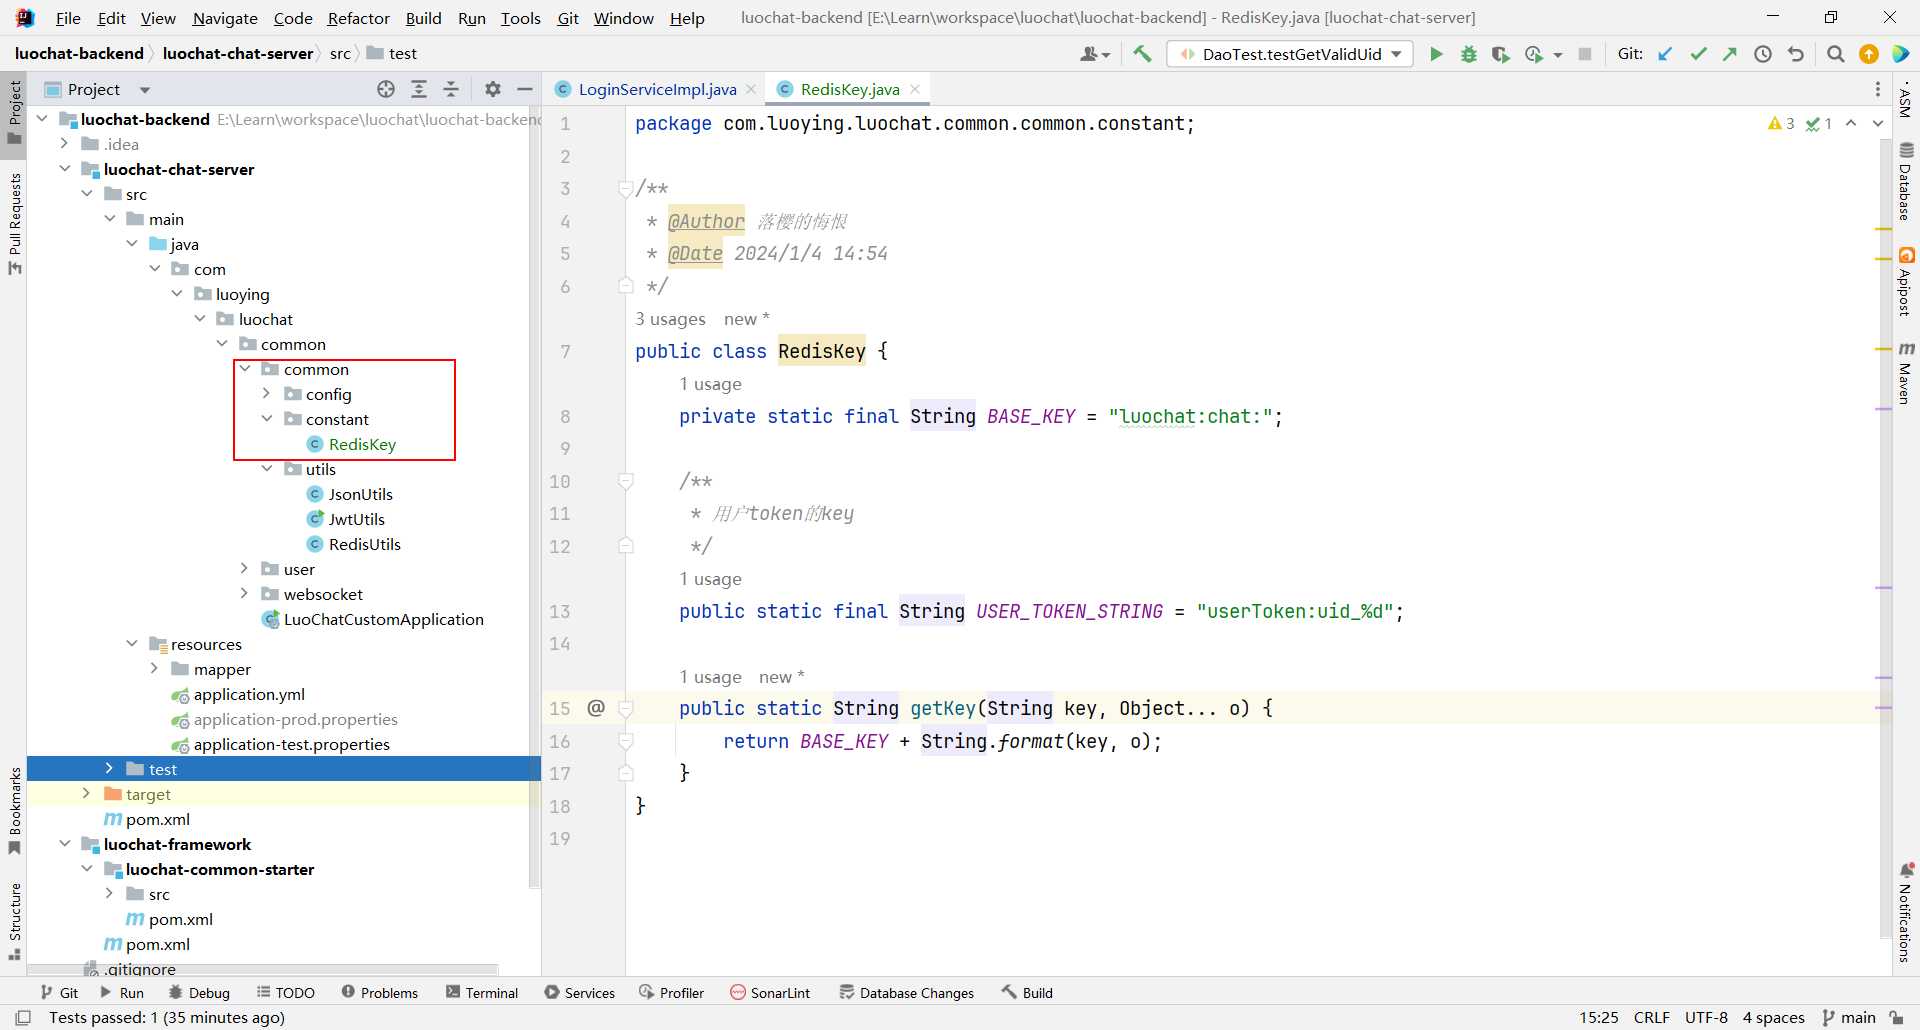 File Edit View Navigate Code Refactor Build Run Tools Git Window Help luochat-backend [E:\Learn\workspace\luochat\luochat-backend] - RedisKey.java [luochat-chat-server]
luochat-backend luochat-chat-server src test DaoTest.testGetValidUid Git:
Project
Pull Requests
Bookmarks
Structure
Project
luochat-backend E:\Learn\workspace\luochat\luochat-backend
.idea
luochat-chat-server
src
main
java
com
luoying
luochat
common
common
config
constant
RedisKey
utils
JsonUtils
JwtUtils
RedisUtils
user
websocket
LuoChatCustomApplication
resources
mapper
application.yml
application-prod.properties
application-test.properties
test
target
pom.xml
luochat-framework
luochat-common-starter
src
pom.xml
pom.xml
.gitignore
LoginServiceImpl.java RedisKey.java
3 1
1 package com.luoying.luochat.common.common.constant;
2
3 /**
4 * @Author 落樱的悔恨
5 * @Date 2024/1/4 14:54
6 */
3 usages new *
7 public class RedisKey {
1 usage
8 private static final String BASE_KEY = "luochat:chat:";
9
10 /**
11 * 用户token的key
12 */
1 usage
13 public static final String USER_TOKEN_STRING = "userToken:uid_%d";
14
1 usage new *
15 @ public static String getKey(String key, Object... o) {
16 return BASE_KEY + String.format(key, o);
17 }
18 }
19
ASM
Database
Apipost
Maven
Notifications
Git Run Debug TODO Problems Terminal Services Profiler SonarLint Database Changes Build
Tests passed: 1 (35 minutes ago) 15:25 CRLF UTF-8 4 spaces main